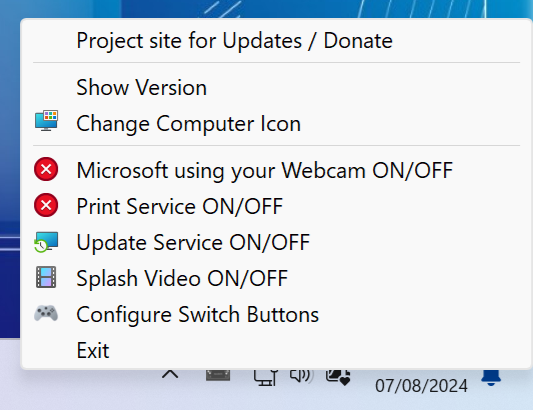 Project site for Updates / Donate
Show Version
Change Computer Icon
Microsoft using your Webcam ON/OFF
Print Service ON/OFF
Update Service ON/OFF
Splash Video ON/OFF
Configure Switch Buttons
Exit
07/08/2024